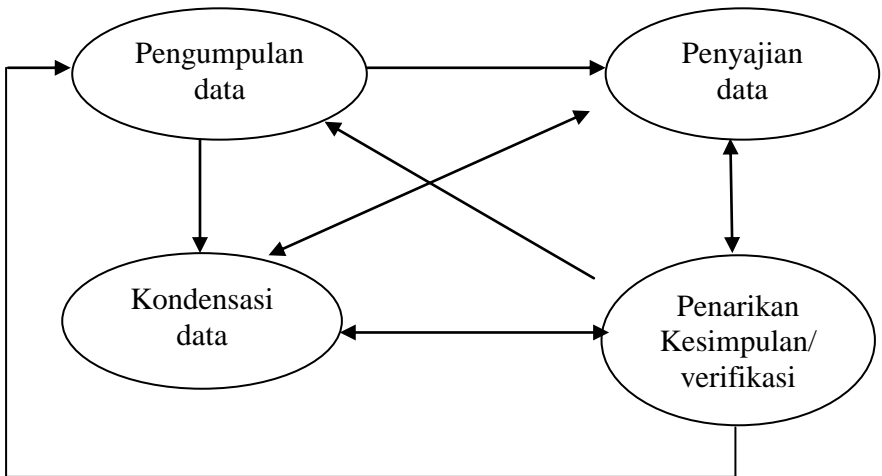 Pengumpulan
data
Penyajian
data
Kondensasi
data
Penarikan
Kesimpulan/
verifikasi